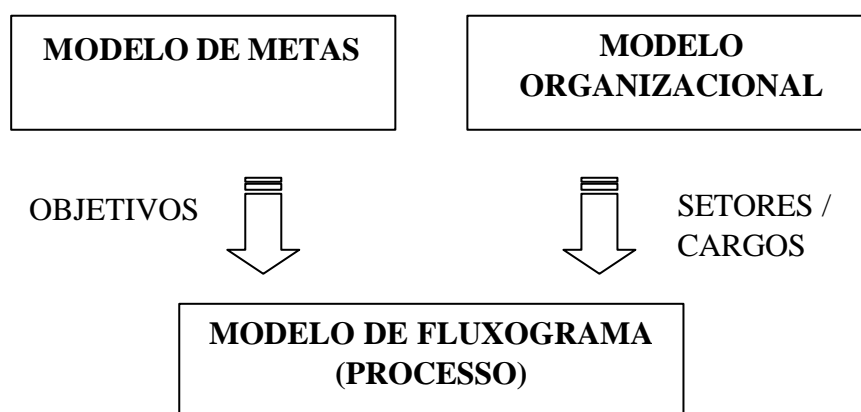 MODELO DE METAS
MODELO
ORGANIZACIONAL
OBJETIVOS
SETORES /
CARGOS
MODELO DE FLUXOGRAMA
(PROCESSO)